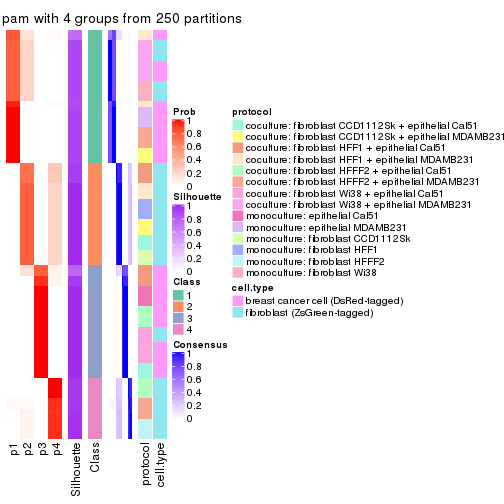 pam with 4 groups from 250 partitions
Prob
1
0.8
0.6
0.4
0.2
0
Silhouette
1
0.8
0.6
0.4
0.2
0
Class
1
2
3
4
Consensus
1
0.8
0.6
0.4
0.2
0
protocol
coculture: fibroblast CCD1112Sk + epithelial Cal51
coculture: fibroblast CCD1112Sk + epithelial MDAMB231
coculture: fibroblast HFF1 + epithelial Cal51
coculture: fibroblast HFF1 + epithelial MDAMB231
coculture: fibroblast HFFF2 + epithelial Cal51
coculture: fibroblast HFFF2 + epithelial MDAMB231
coculture: fibroblast Wi38 + epithelial Cal51
coculture: fibroblast Wi38 + epithelial MDAMB231
monoculture: epithelial Cal51
monoculture: epithelial MDAMB231
monoculture: fibroblast CCD1112Sk
monoculture: fibroblast HFF1
monoculture: fibroblast HFFF2
monoculture: fibroblast Wi38
cell.type
breast cancer cell (DsRed-tagged)
fibroblast (ZsGreen-tagged)
p1
p2
p3
p4
Silhouette
Class
protocol
cell.type